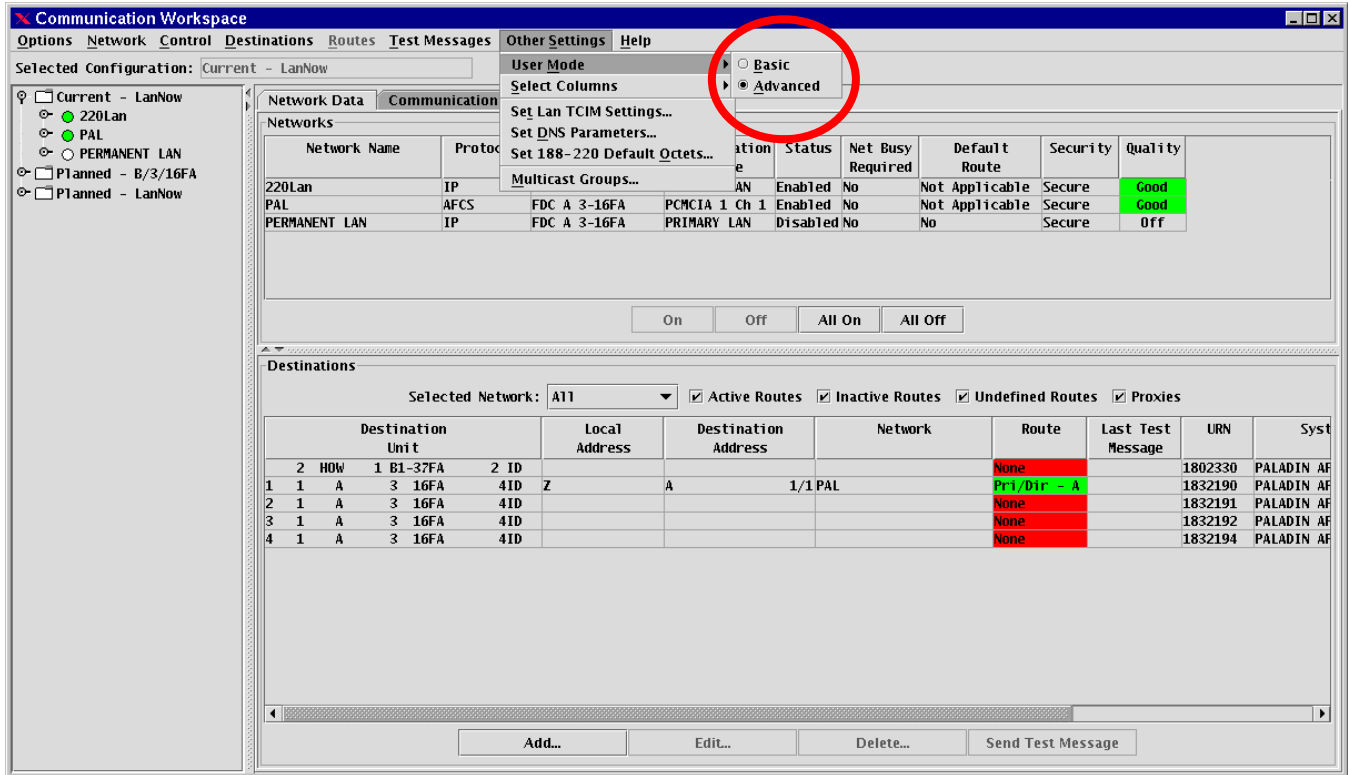 Communication Workspace
Options Network Control Destinations Routes Test Messages Other Settings Help
Selected Configuration: Current - LanNow
User Mode
Basic
Select Columns
Advanced
Set Lan TCIM Settings...
Set DNS Parameters...
Set 188-220 Default Octets...
Multicast Groups...
Current - LanNow
220Lan
PAL
PERMANENT LAN
Planned - B/3/16FA
Planned - LanNow
Network Data Communication
Networks
Network Name Status Net Busy Required Default Route Security Quality
220Lan IP Enabled No Not Applicable Secure Good
PAL AFCS FDC A 3-16FA PCMCIA 1 Ch 1 Enabled No Not Applicable Secure Good
PERMANENT LAN IP FDC A 3-16FA PRIMARY LAN Disabled No No Secure Off
On Off All On All Off
Destinations
Selected Network: All Active Routes Inactive Routes Undefined Routes Proxies
Destination Unit Local Address Destination Address Network Route Last Test Message URN Syst
2 HOW 1 B1-37FA 2 ID None 1802330 PALADIN AF
1 1 A 3 16FA 4ID Z A 1/1 PAL Pri/Dir - A 1832190 PALADIN AF
2 1 A 3 16FA 4ID None 1832191 PALADIN AF
3 1 A 3 16FA 4ID None 1832192 PALADIN AF
4 1 A 3 16FA 4ID None 1832194 PALADIN AF
Add... Edit... Delete... Send Test Message